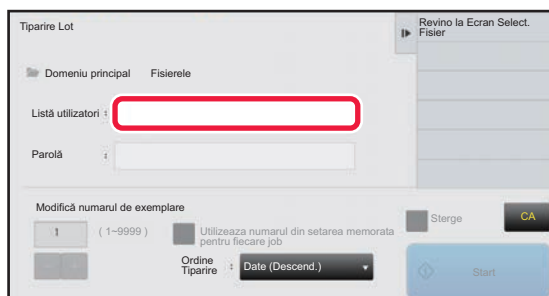 Tiparire Lot
Revino la Ecran Select.
Fisier
Domeniu principal Fisierele
Listă utilizatori :
Parolă :
Modifică numarul de exemplare
1 ( 1~9999 )
Utilizeaza numarul din setarea memorata
pentru fiecare job
Sterge
CA
Ordine
Tiparire : Date (Descend.)
Start